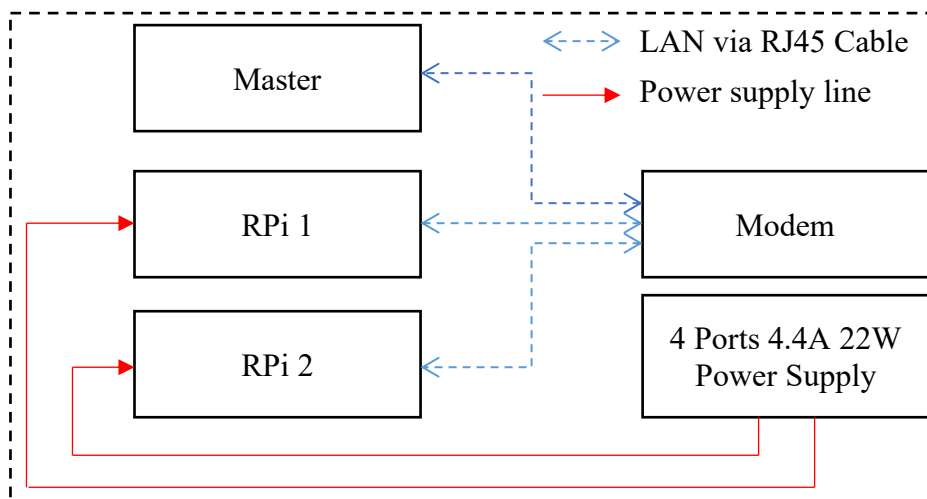 LAN via RJ45 Cable
Master
Power supply line
RPi 1
Modem
4 Ports 4.4A 22W
Power Supply
RPi 2